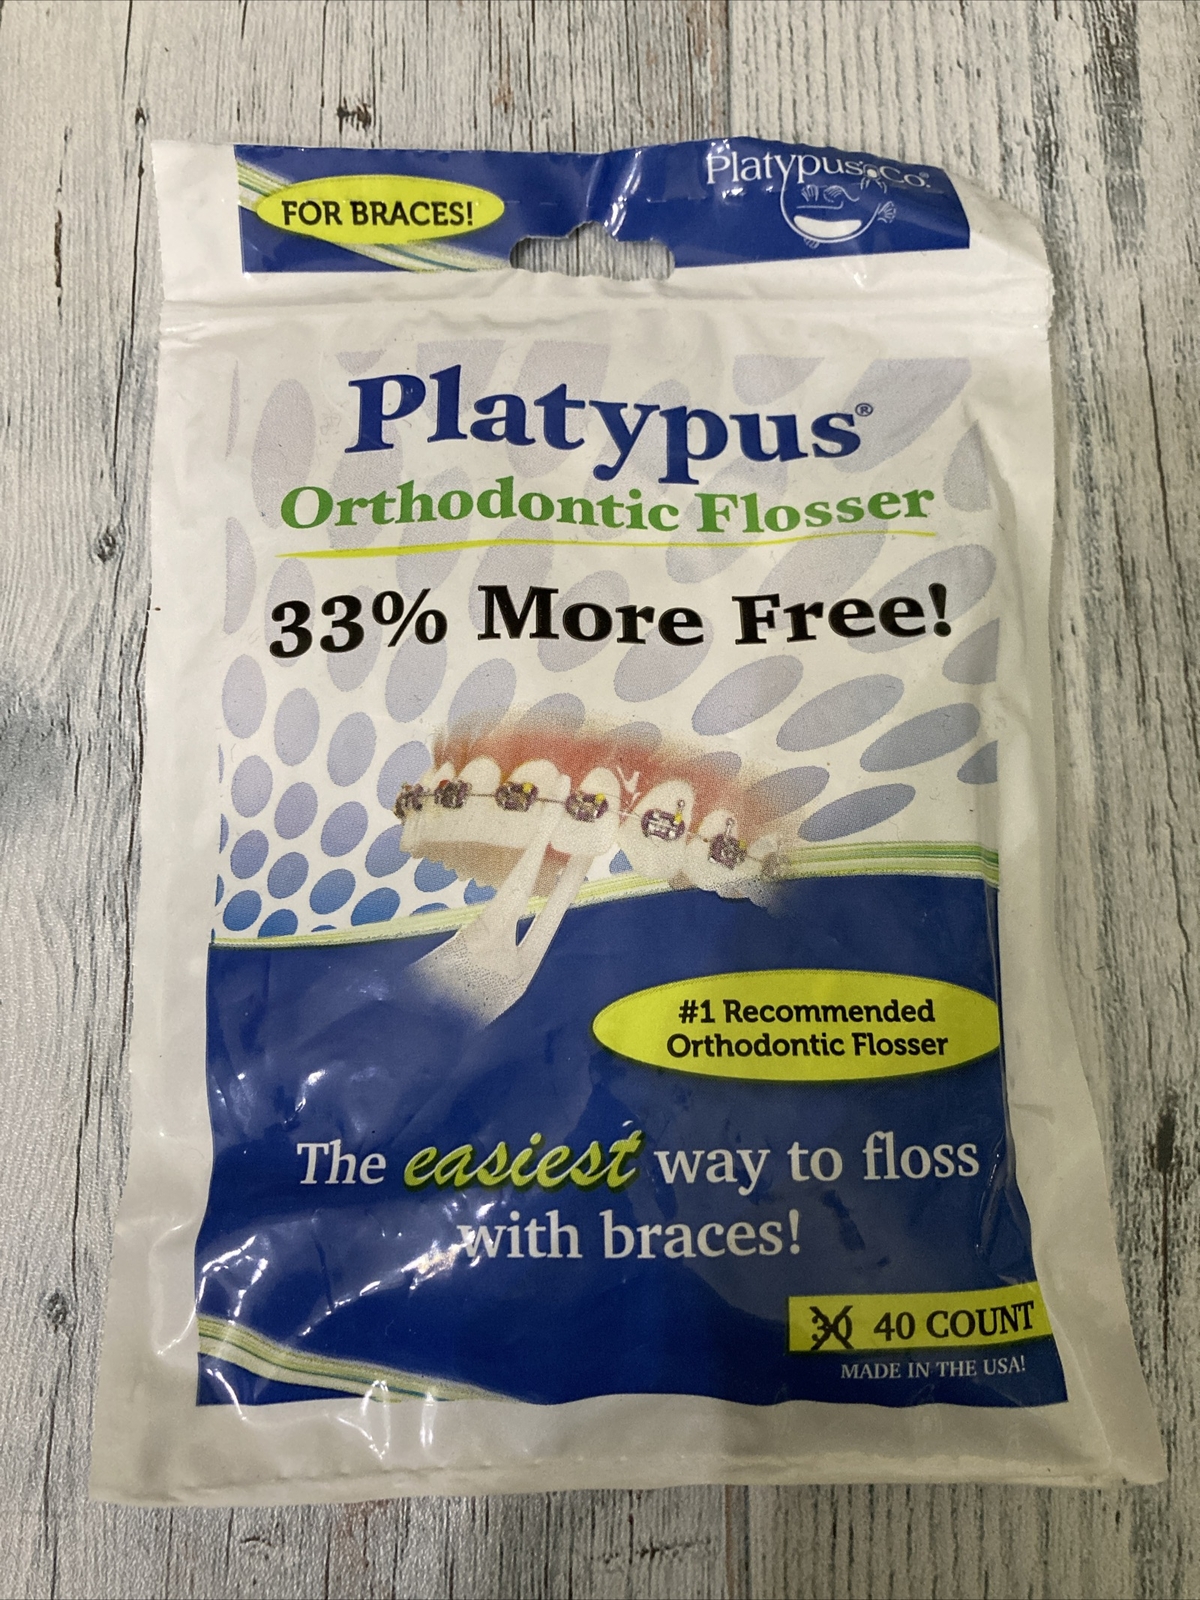 FOR BRACES!
Platypus Co.®
Platypus®
Orthodontic Flosser
33% More Free!
#1 Recommended
Orthodontic Flosser
The easiest way to floss
with braces!
30 40 COUNT
MADE IN THE USA!